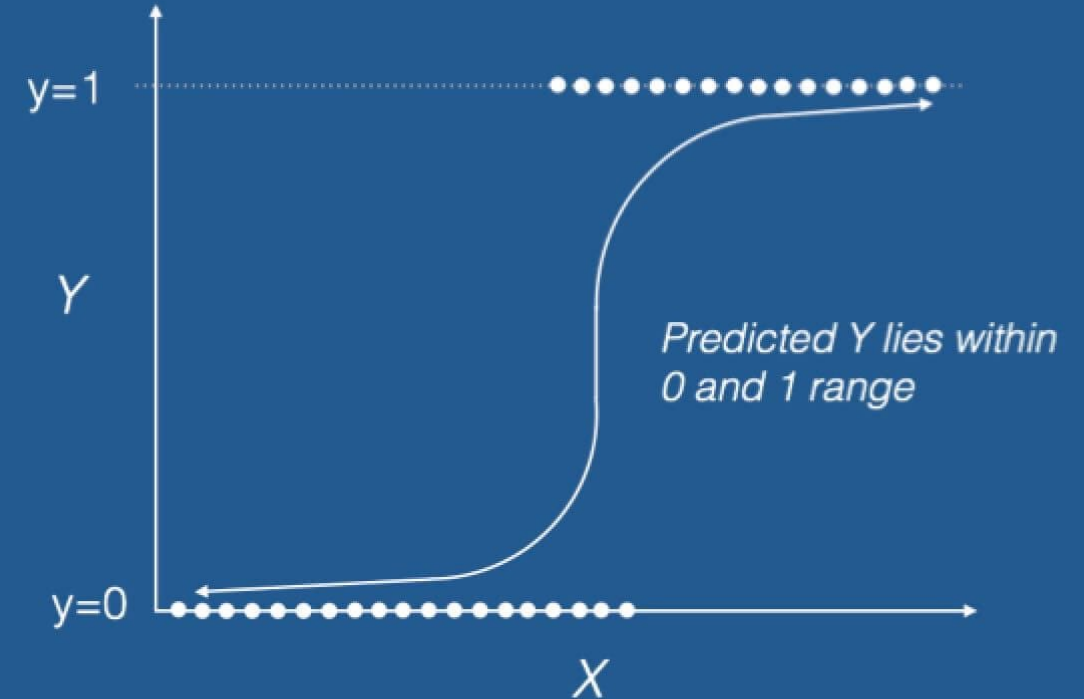 y=1
Y
Predicted Y lies within
0 and 1 range
y=0
X